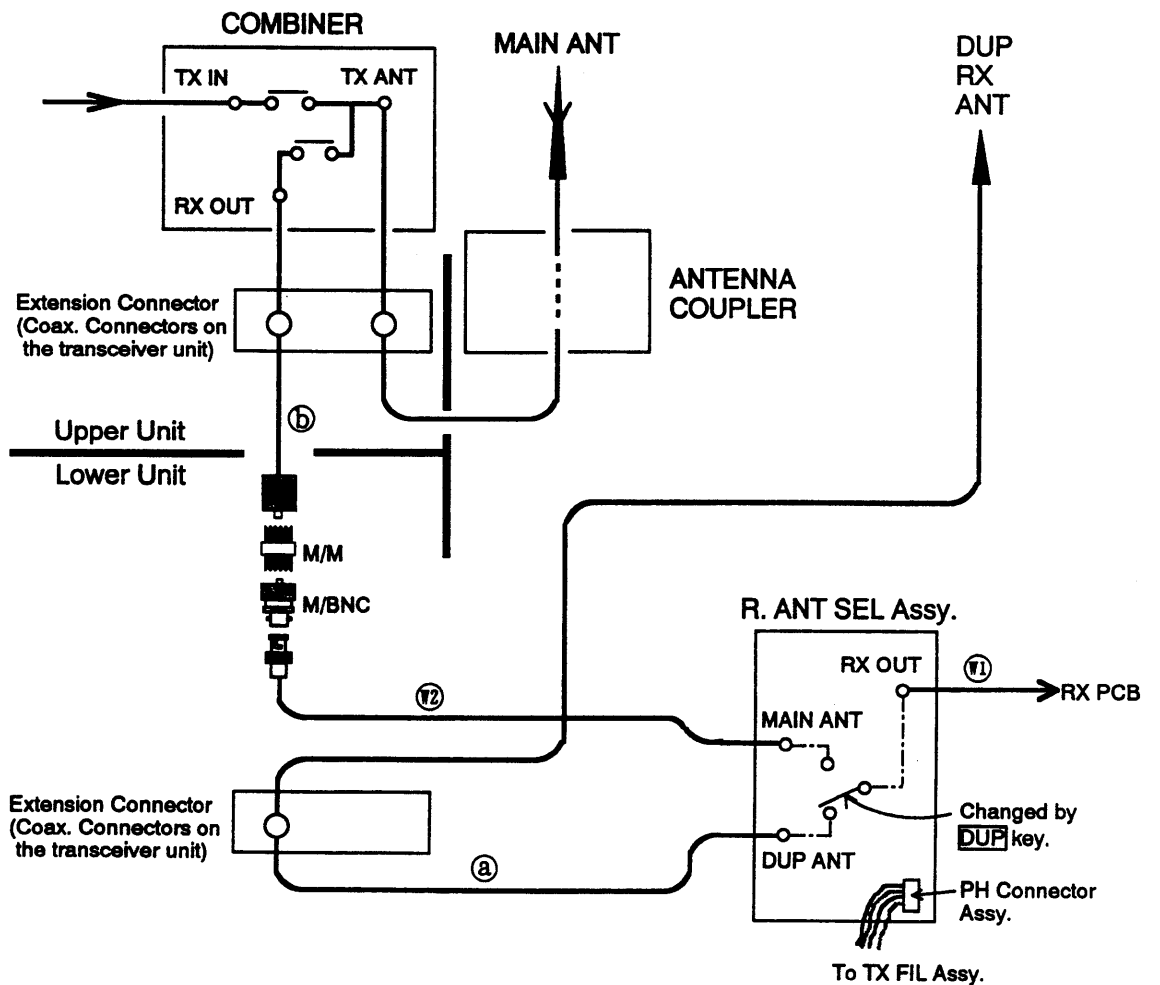 COMBINER
TX IN
TX ANT
RX OUT
MAIN ANT
DUP
RX
ANT
ANTENNA
COUPLER
Extension Connector
(Coax. Connectors on
the transceiver unit)
b
Upper Unit
Lower Unit
M/M
M/BNC
W2
R. ANT SEL Assy.
RX OUT
W1
RX PCB
MAIN ANT
Extension Connector
(Coax. Connectors on
the transceiver unit)
a
DUP ANT
Changed by
DUP key.
PH Connector
Assy.
To TX FIL Assy.